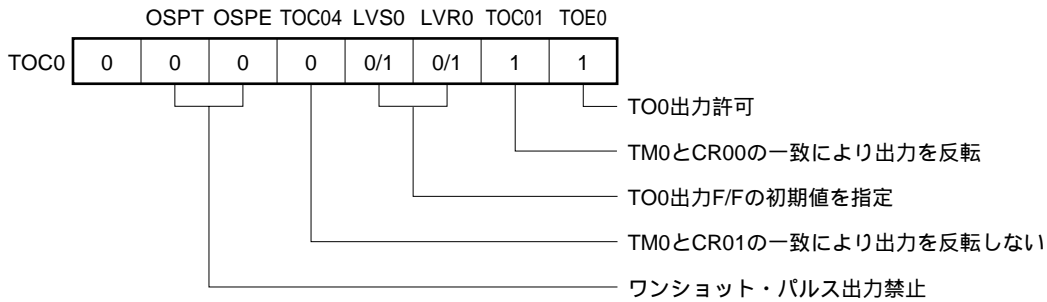 OSPT OSPE TOC04 LVS0 LVR0 TOC01 TOE0
TOC0 0 0 0 0 0/1 0/1 1 1
TO0出力許可
TM0とCR00の一致により出力を反転
TO0出力F/Fの初期値を指定
TM0とCR01の一致により出力を反転しない
ワンショット・パルス出力禁止